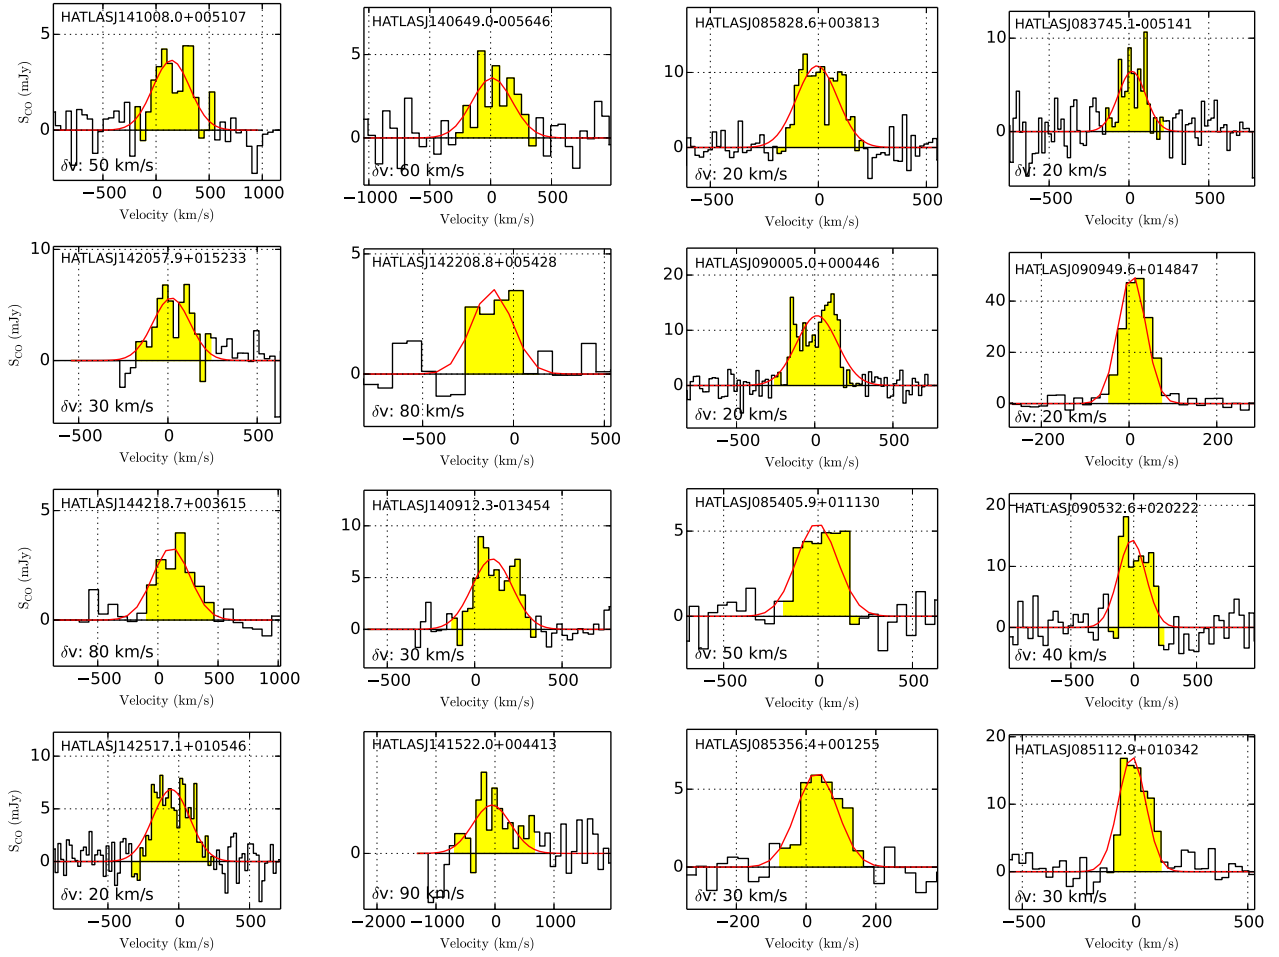 HATLASJ141008.0+005107
5
0
S_CO (mJy)
δv: 50 km/s
−500 0 500 1000
Velocity (km/s)
HATLASJ140649.0-005646
5
0
δv: 60 km/s
−1000 −500 0 500
Velocity (km/s)
HATLASJ085828.6+003813
10
0
δv: 20 km/s
−500 0 500
Velocity (km/s)
HATLASJ083745.1-005141
10
5
0
δv: 20 km/s
−500 0 500
Velocity (km/s)
HATLASJ142057.9+015233
10
0
S_CO (mJy)
δv: 30 km/s
−500 0 500
Velocity (km/s)
HATLASJ142208.8+005428
5
0
δv: 80 km/s
−500 0 500
Velocity (km/s)
HATLASJ090005.0+000446
20
10
0
δv: 20 km/s
−500 0 500
Velocity (km/s)
HATLASJ090949.6+014847
40
20
0
δv: 20 km/s
−200 0 200
Velocity (km/s)
HATLASJ144218.7+003615
5
0
S_CO (mJy)
δv: 80 km/s
−500 0 500 1000
Velocity (km/s)
HATLASJ140912.3-013454
10
5
0
δv: 30 km/s
−500 0 500
Velocity (km/s)
HATLASJ085405.9+011130
5
0
δv: 50 km/s
−500 0 500
Velocity (km/s)
HATLASJ090532.6+020222
20
10
0
δv: 40 km/s
−500 0 500
Velocity (km/s)
HATLASJ142517.1+010546
10
5
0
S_CO (mJy)
δv: 20 km/s
−500 0 500
Velocity (km/s)
HATLASJ141522.0+004413
5
0
δv: 90 km/s
−2000 −1000 0 1000
Velocity (km/s)
HATLASJ085356.4+001255
5
0
δv: 30 km/s
−200 0 200
Velocity (km/s)
HATLASJ085112.9+010342
20
10
0
δv: 30 km/s
−500 0 500
Velocity (km/s)